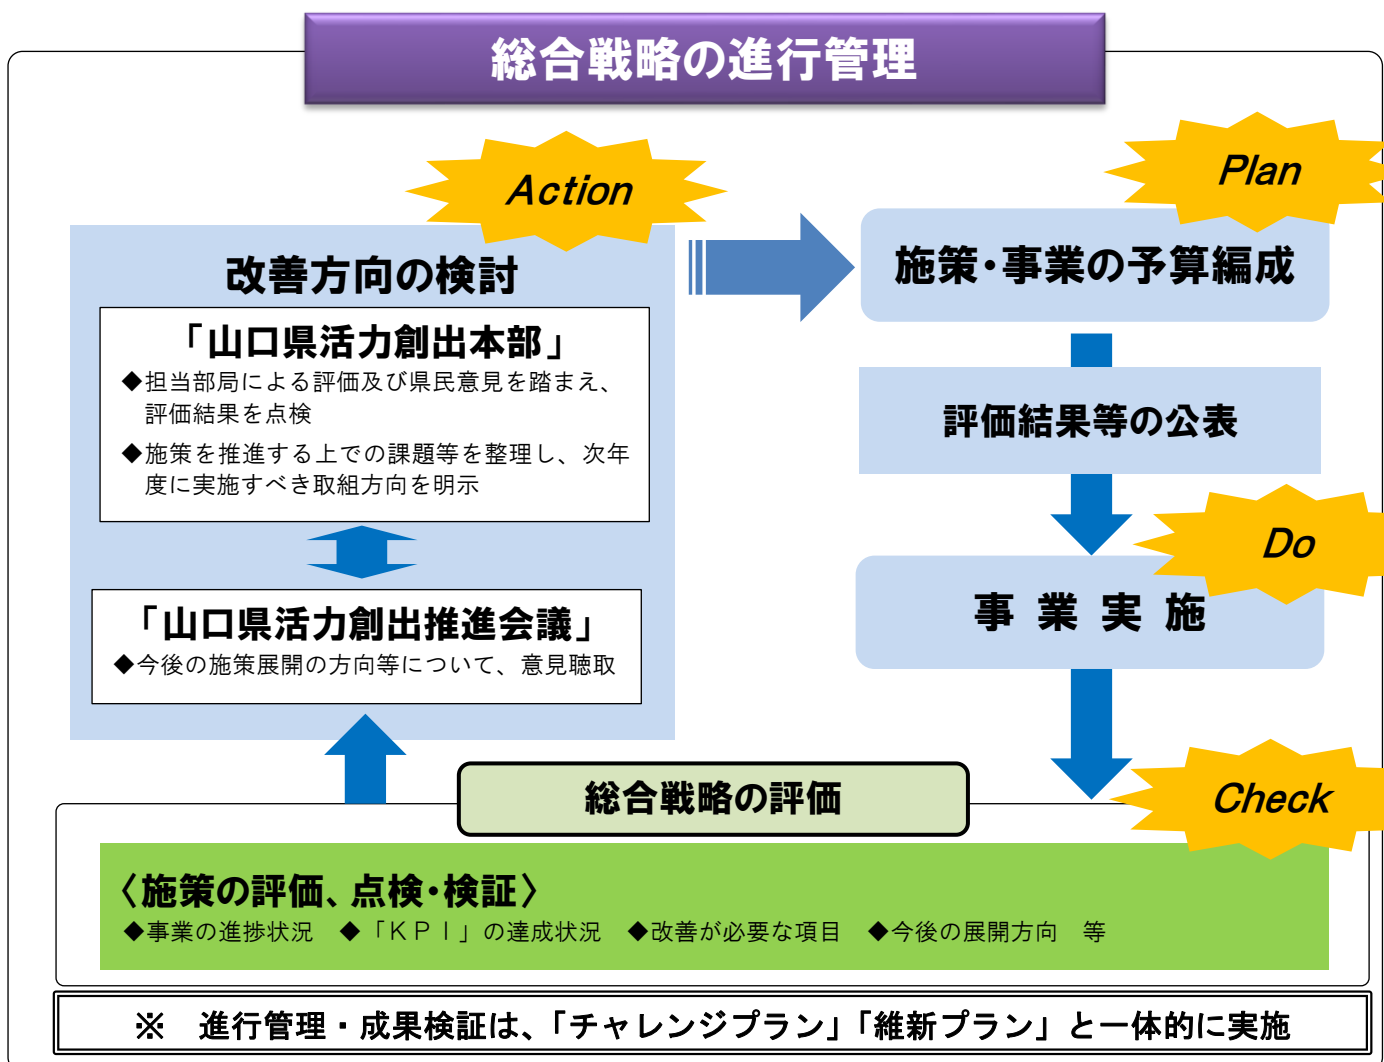 総合戦略の進行管理
Action
改善方向の検討
「山口県活力創出本部」
◆担当部局による評価及び県民意見を踏まえ、
評価結果を点検
◆施策を推進する上での課題等を整理し、次年
度に実施すべき取組方向を明示
「山口県活力創出推進会議」
◆今後の施策展開の方向等について、意見聴取
Plan
施策・事業の予算編成
評価結果等の公表
Do
事業実施
Check
総合戦略の評価
〈施策の評価、点検・検証〉
◆事業の進捗状況　◆「ＫＰＩ」の達成状況　◆改善が必要な項目　◆今後の展開方向　等
※　進行管理・成果検証は、「チャレンジプラン」「維新プラン」と一体的に実施